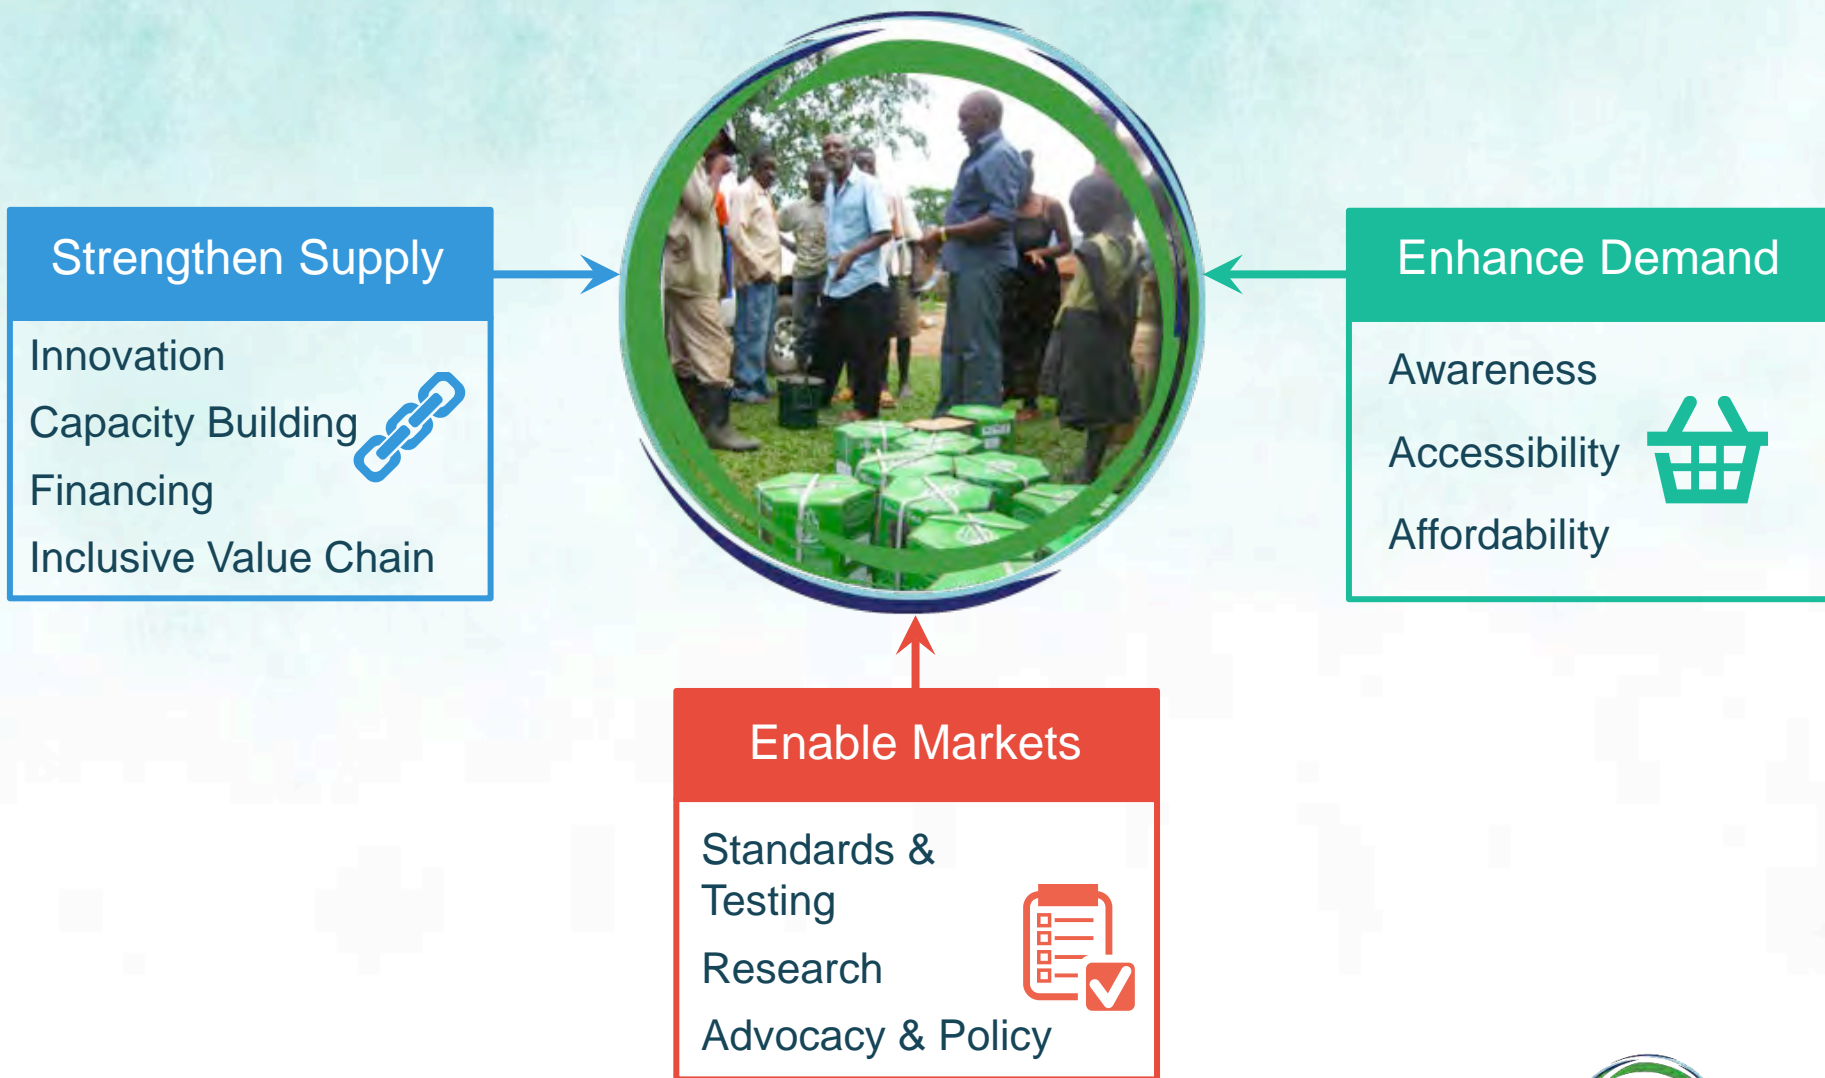 Strengthen Supply
Innovation
Capacity Building
Financing
Inclusive Value Chain
Enhance Demand
Awareness
Accessibility
Affordability
Enable Markets
Standards &
Testing
Research
Advocacy & Policy